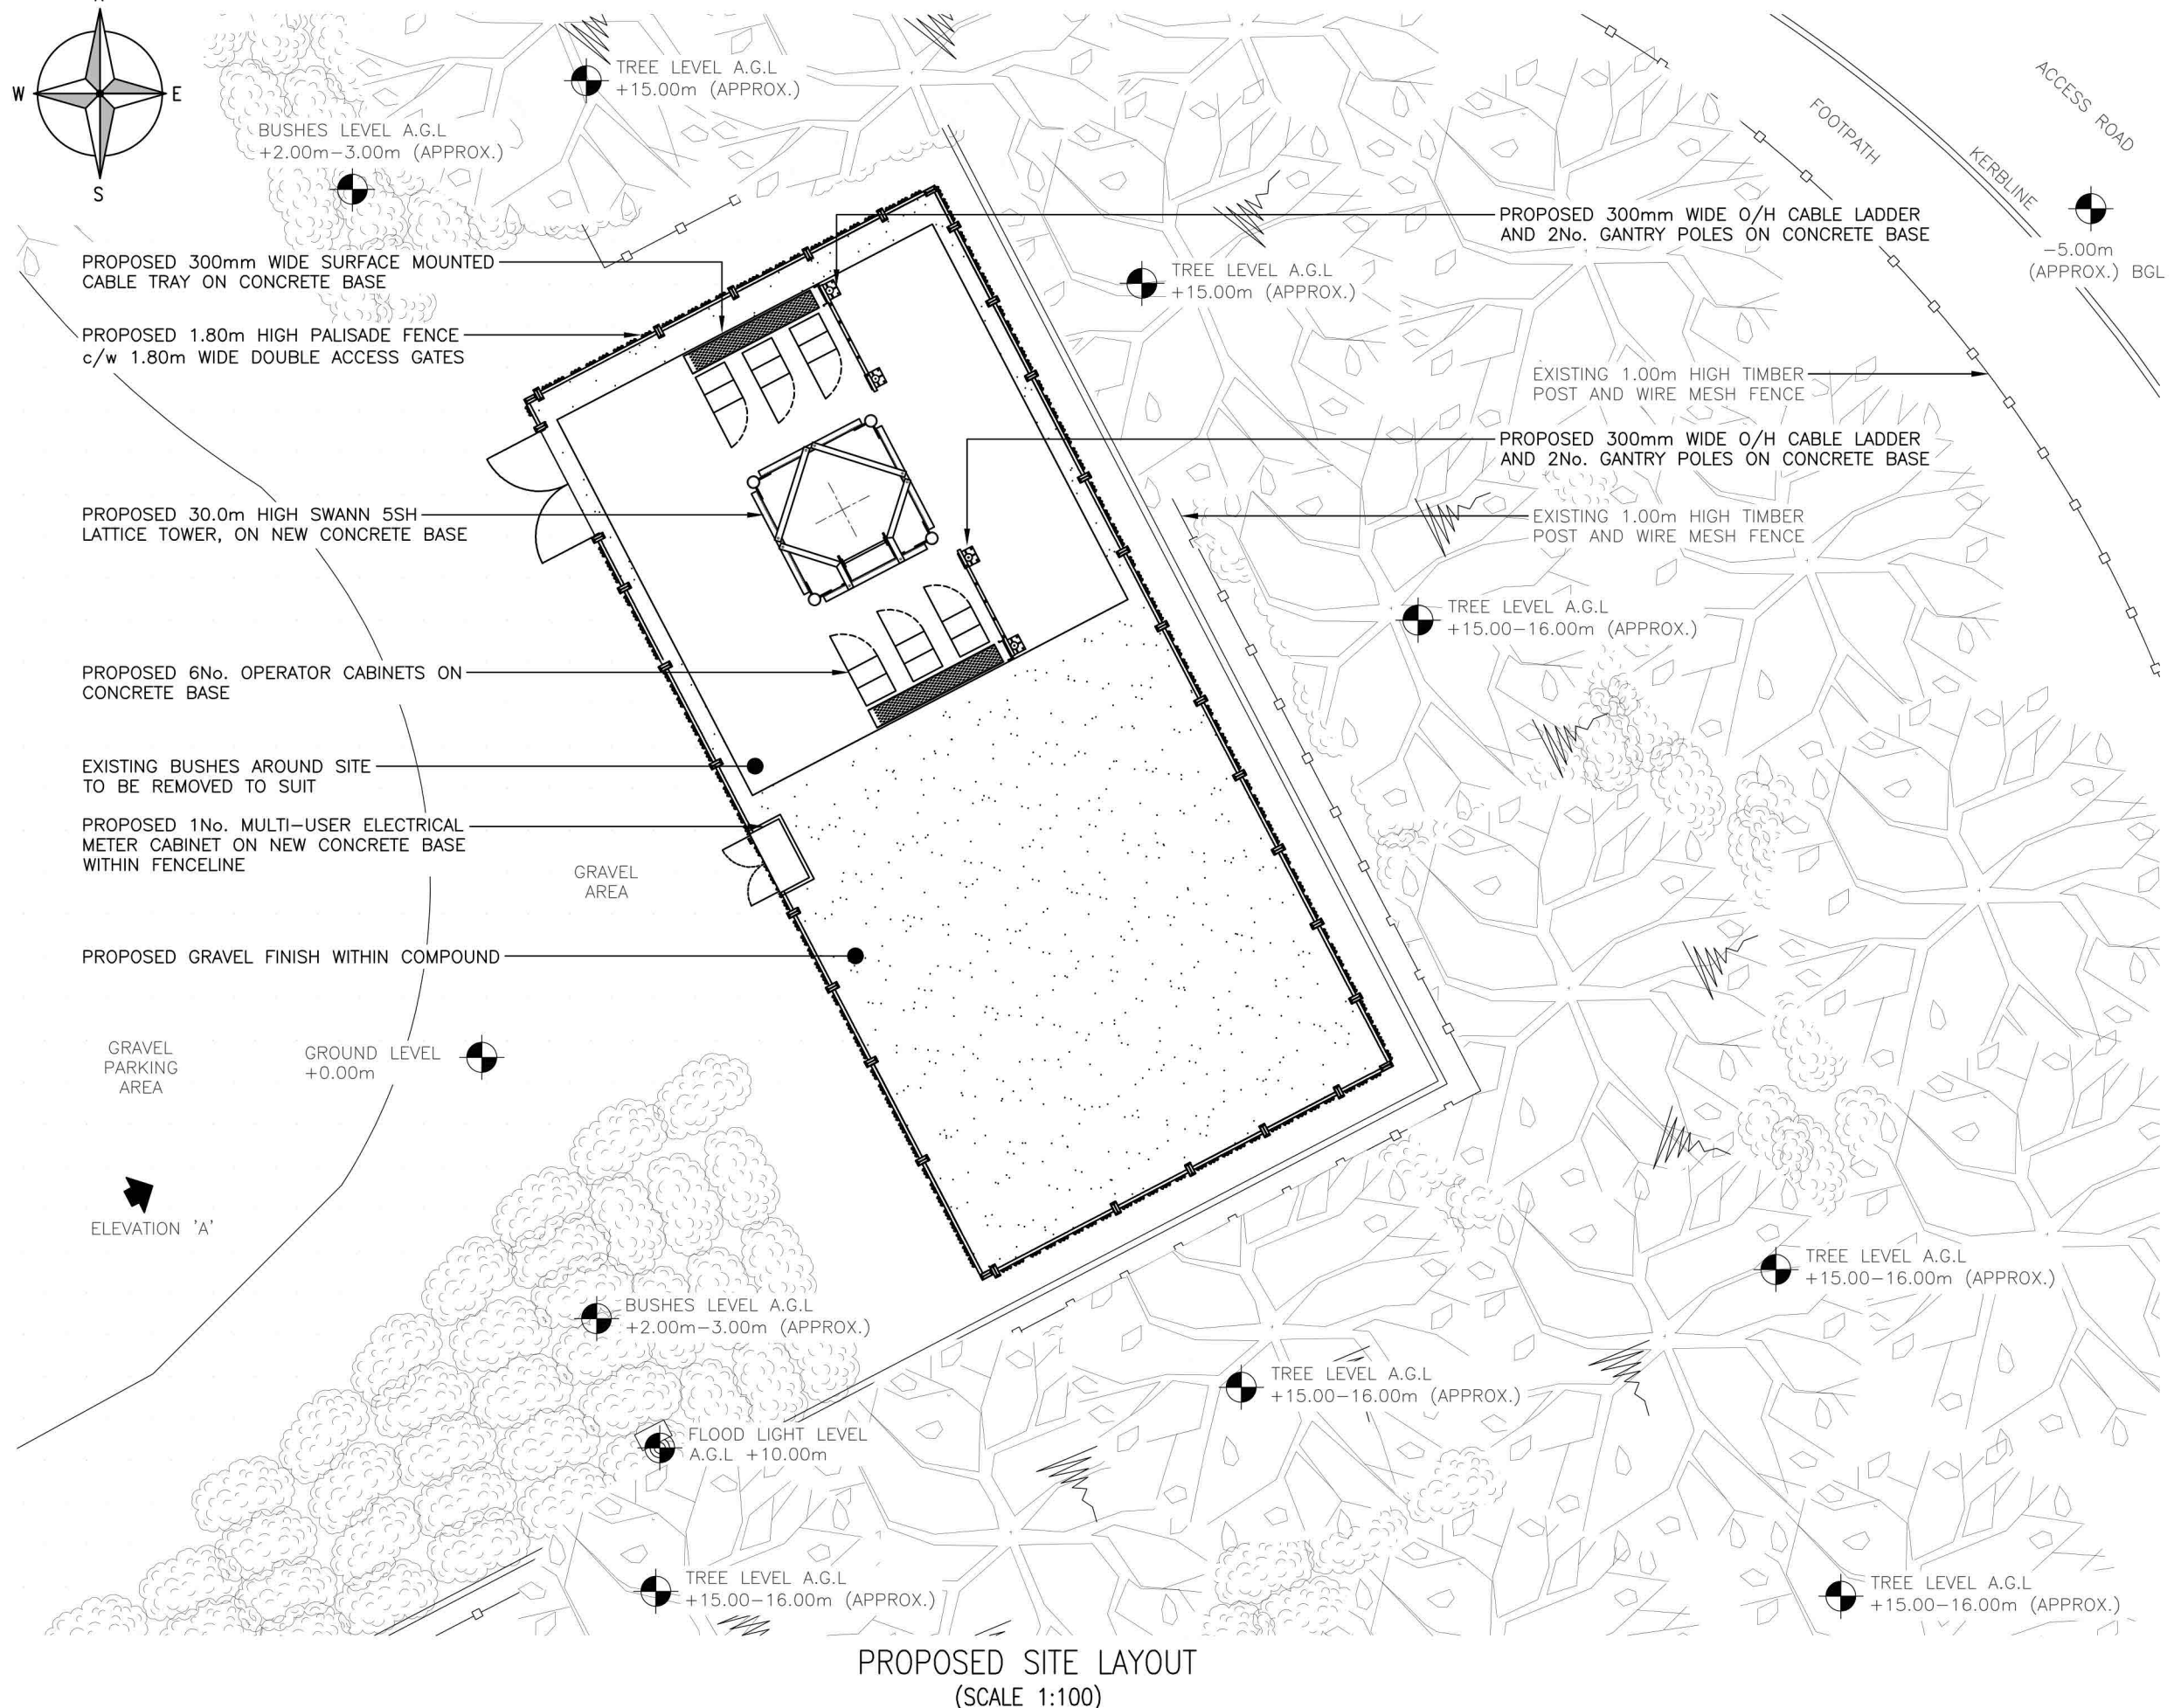 W
E
S
TREE LEVEL A.G.L
+15.00m (APPROX.)
BUSHES LEVEL A.G.L
+2.00m-3.00m (APPROX.)
ACCESS ROAD
FOOTPATH
KERBLINE
-5.00m
(APPROX.) BGL
PROPOSED 300mm WIDE O/H CABLE LADDER
AND 2No. GANTRY POLES ON CONCRETE BASE
PROPOSED 300mm WIDE SURFACE MOUNTED
CABLE TRAY ON CONCRETE BASE
TREE LEVEL A.G.L
+15.00m (APPROX.)
PROPOSED 1.80m HIGH PALISADE FENCE
c/w 1.80m WIDE DOUBLE ACCESS GATES
EXISTING 1.00m HIGH TIMBER
POST AND WIRE MESH FENCE
PROPOSED 300mm WIDE O/H CABLE LADDER
AND 2No. GANTRY POLES ON CONCRETE BASE
PROPOSED 30.0m HIGH SWANN 5SH
LATTICE TOWER, ON NEW CONCRETE BASE
EXISTING 1.00m HIGH TIMBER
POST AND WIRE MESH FENCE
TREE LEVEL A.G.L
+15.00-16.00m (APPROX.)
PROPOSED 6No. OPERATOR CABINETS ON
CONCRETE BASE
EXISTING BUSHES AROUND SITE
TO BE REMOVED TO SUIT
PROPOSED 1No. MULTI-USER ELECTRICAL
METER CABINET ON NEW CONCRETE BASE
WITHIN FENCELINE
GRAVEL
AREA
PROPOSED GRAVEL FINISH WITHIN COMPOUND
GRAVEL
PARKING
AREA
GROUND LEVEL
+0.00m
ELEVATION 'A'
TREE LEVEL A.G.L
+15.00-16.00m (APPROX.)
BUSHES LEVEL A.G.L
+2.00m-3.00m (APPROX.)
TREE LEVEL A.G.L
+15.00-16.00m (APPROX.)
FLOOD LIGHT LEVEL
A.G.L +10.00m
TREE LEVEL A.G.L
+15.00-16.00m (APPROX.)
TREE LEVEL A.G.L
+15.00-16.00m (APPROX.)
PROPOSED SITE LAYOUT
(SCALE 1:100)